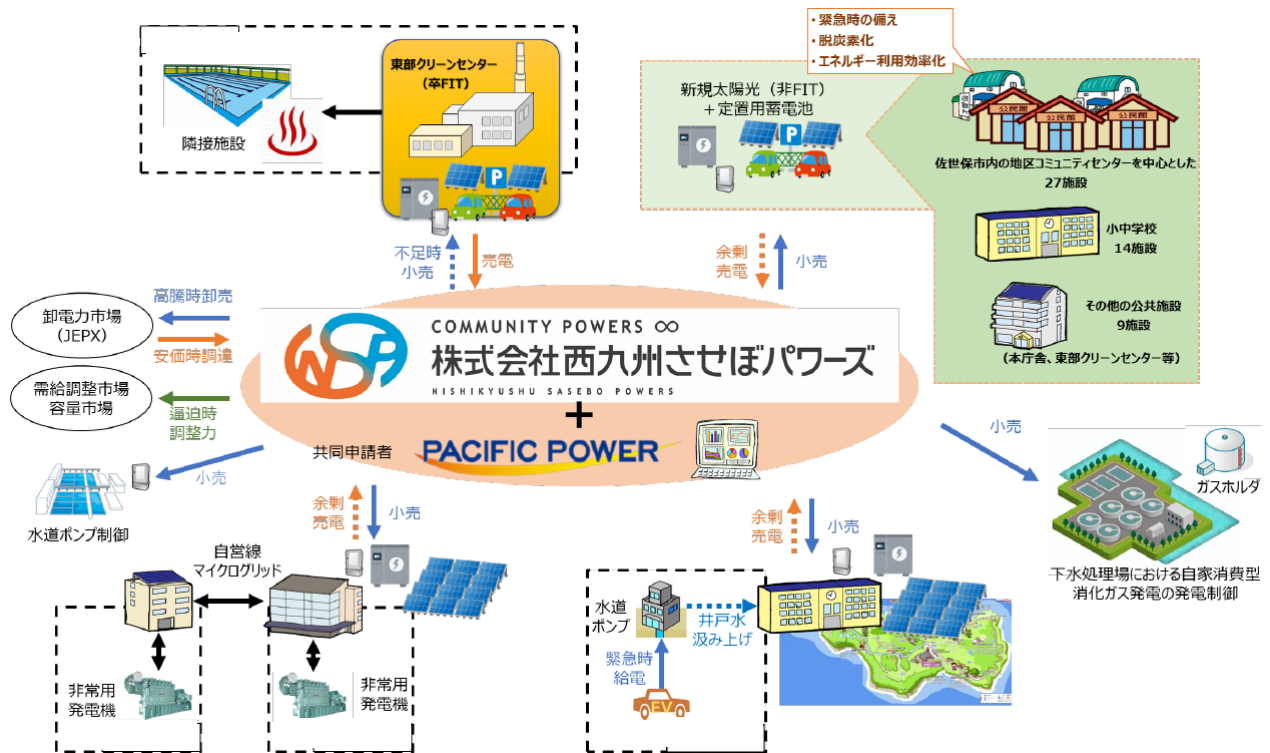 ・緊急時の備え
・脱炭素化
・エネルギー利用効率化
東部クリーンセンター
（卒FIT）
隣接施設
P
新規太陽光（非FIT）
＋定置用蓄電池
P
公民館
公民館
公民館
佐世保市内の地区コミュニティセンターを中心とした
27施設
小中学校
14施設
その他の公共施設
9施設
（本庁舎、東部クリーンセンター等）
不足時
小売
売電
余剰
売電
小売
卸電力市場
（JEPX）
高騰時卸売
安価時調達
需給調整市場
容量市場
逼迫時
調整力
COMMUNITY POWERS ∞
株式会社西九州させぼパワーズ
NISHIKYUSHU SASEBO POWERS
+
共同申請者
PACIFIC POWER
小売
水道ポンプ制御
小売
ガスホルダ
下水処理場における自家消費型
消化ガス発電の発電制御
余剰
売電
小売
自営線
マイクログリッド
非常用
発電機
非常用
発電機
余剰
売電
小売
水道
ポンプ
井戸水
汲み上げ
緊急時
給電
EV